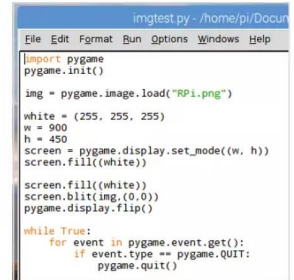 imgtest.py - /home/pi/Docum
File Edit Format Run Options Windows Help
import pygame
pygame.init()
img = pygame.image.load("RPi.png")
white = (255, 255, 255)
w = 900
h = 450
screen = pygame.display.set_mode((w, h))
screen.fill((white))
screen.fill((white))
screen.blit(img,(0,0))
pygame.display.flip()
while True:
    for event in pygame.event.get():
        if event.type == pygame.QUIT:
            pygame.quit()